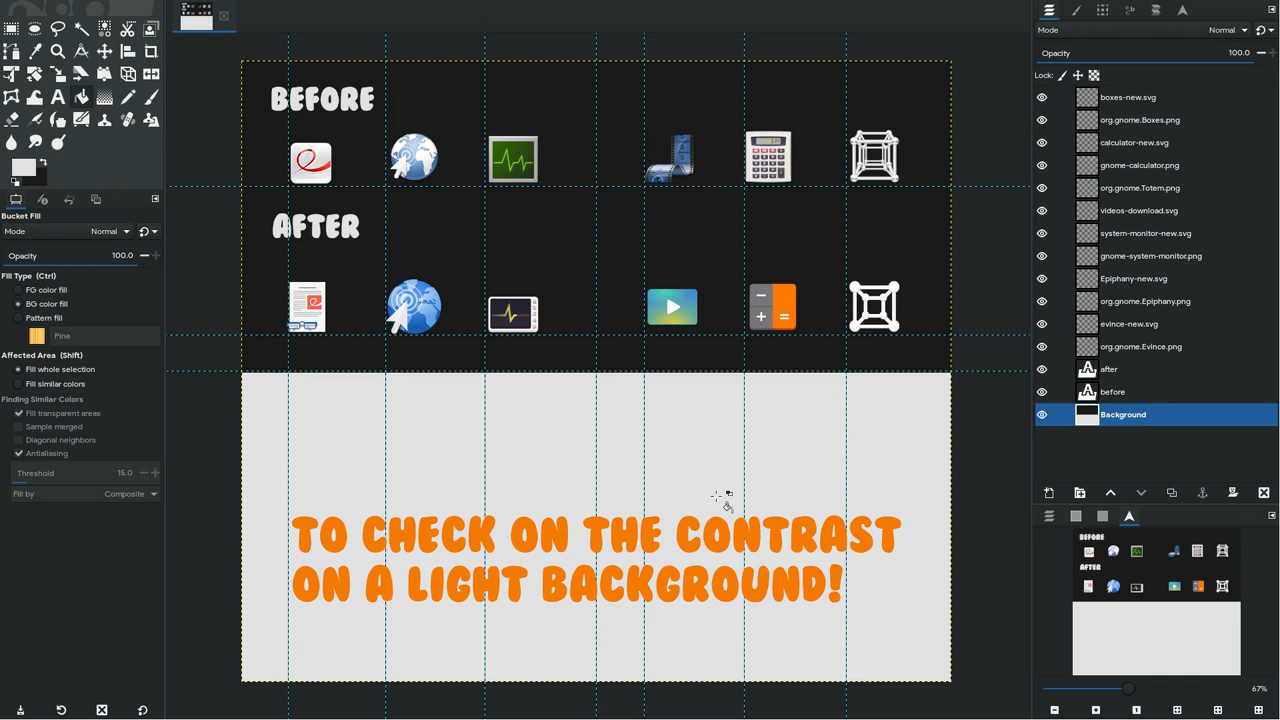 Mode Normal
Opacity 100.0
Lock:
BEFORE
boxes-new.svg
org.gnome.Boxes.png
calculator-new.svg
gnome-calculator.png
org.gnome.Totem.png
videos-download.svg
system-monitor-new.svg
gnome-system-monitor.png
Epiphany-new.svg
org.gnome.Epiphany.png
evince-new.svg
org.gnome.Evince.png
after
before
Background
AFTER
Bucket Fill
Mode Normal
Opacity 100.0
Fill Type (Ctrl)
FG color fill
BG color fill
Pattern fill
Pine
Affected Area (Shift)
Fill whole selection
Fill similar colors
Finding Similar Colors
Fill transparent areas
Sample merged
Diagonal neighbors
Antialiasing
Threshold 15.0
Fill by Composite
TO CHECK ON THE CONTRAST
ON A LIGHT BACKGROUND!
BEFORE
AFTER
67%